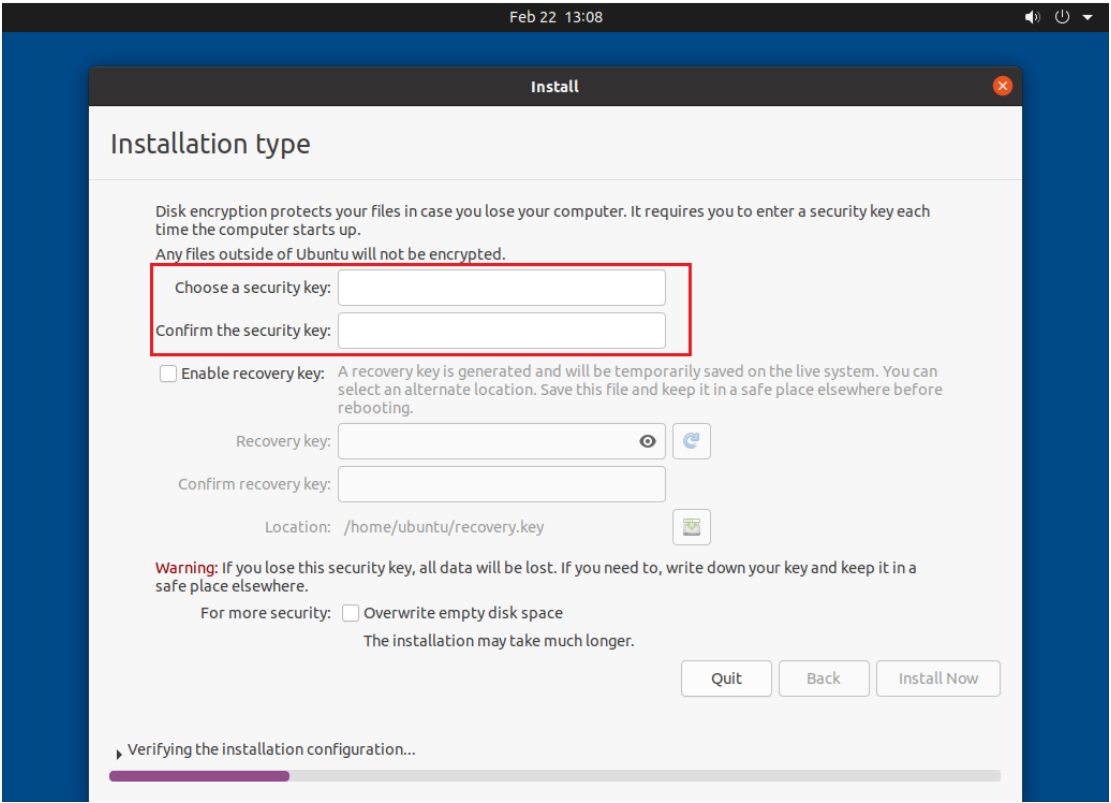 Feb 22 13:08
Install
Installation type
Disk encryption protects your files in case you lose your computer. It requires you to enter a security key each
time the computer starts up.
Any files outside of Ubuntu will not be encrypted.
Choose a security key:
Confirm the security key:
Enable recovery key: A recovery key is generated and will be temporarily saved on the live system. You can
select an alternate location. Save this file and keep it in a safe place elsewhere before
rebooting.
Recovery key:
Confirm recovery key:
Location: /home/ubuntu/recovery.key
Warning: If you lose this security key, all data will be lost. If you need to, write down your key and keep it in a
safe place elsewhere.
For more security: Overwrite empty disk space
The installation may take much longer.
Quit Back Install Now
Verifying the installation configuration...